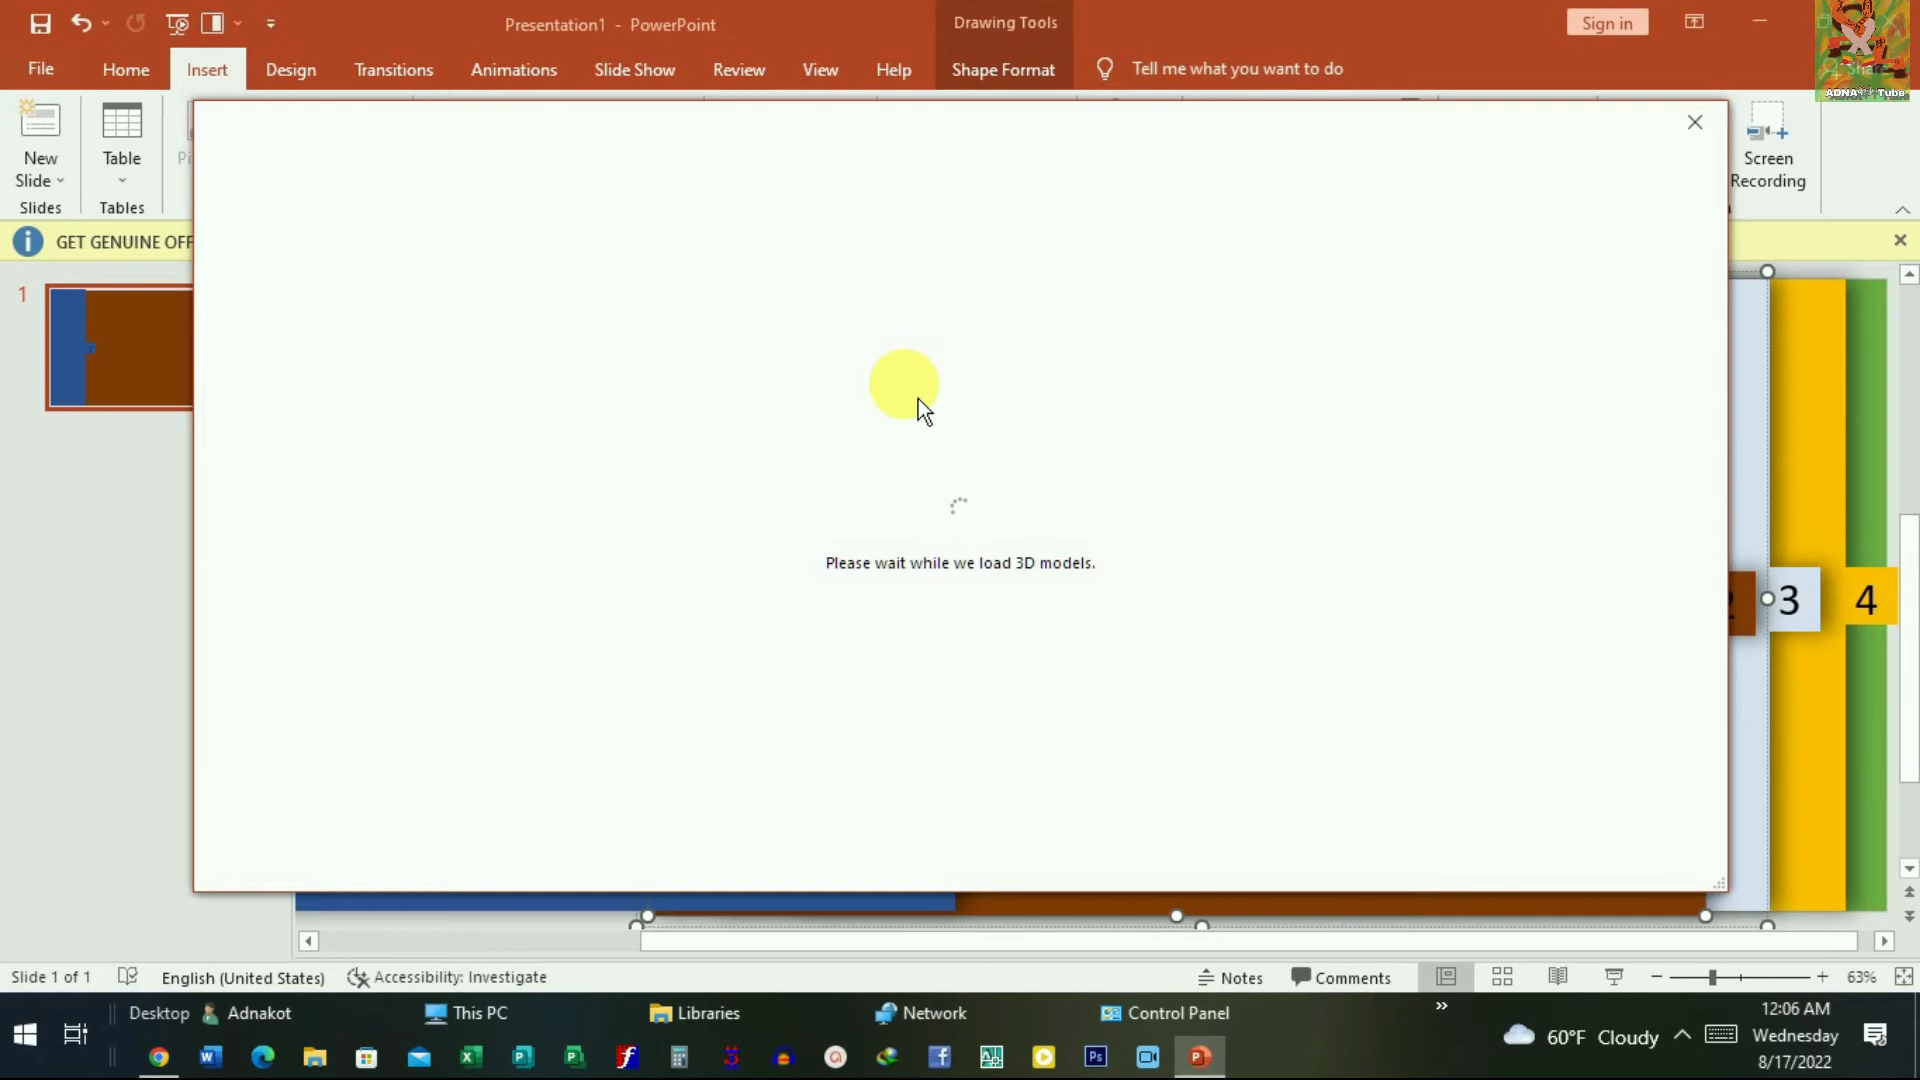 Presentation1 - PowerPoint
Drawing Tools
Sign in
File
Home
Insert
Design
Transitions
Animations
Slide Show
Review
View
Help
Shape Format
Tell me what you want to do
Share
Tube
New
Slide
Table
Pi
Screen
Recording
Slides
Tables
GET GENUINE OFF
1
Please wait while we load 3D models.
3
4
Slide 1 of 1
English (United States)
Accessibility: Investigate
Notes
Comments
63%
Desktop
Adnakot
This PC
Libraries
Network
Control Panel
12:06 AM
60°F Cloudy
Wednesday
8/17/2022